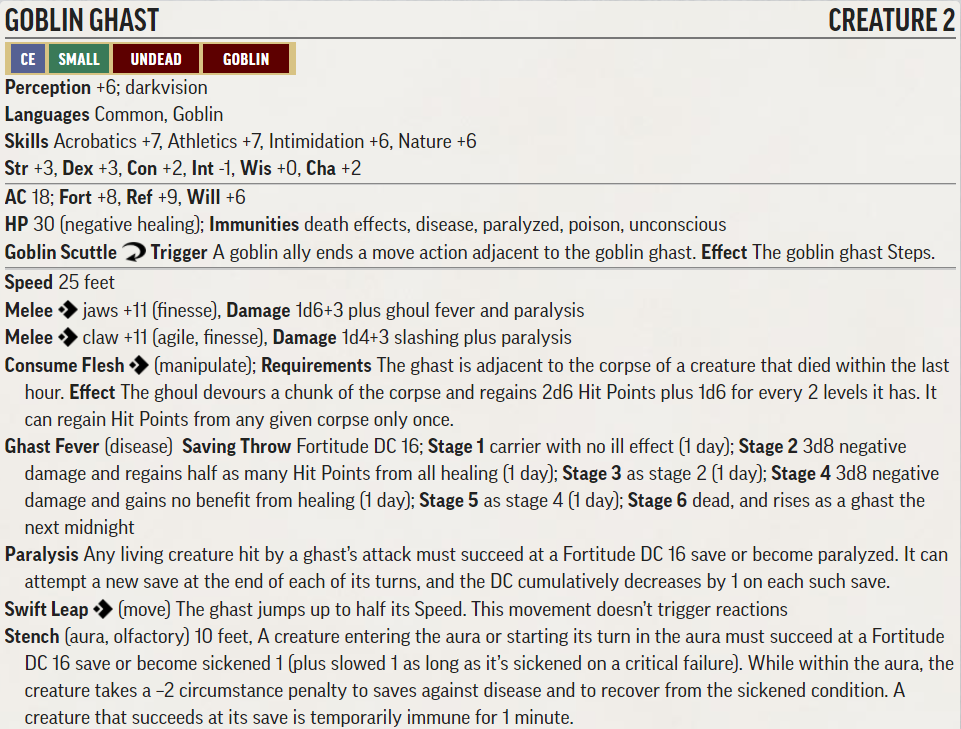 GOBLIN GHAST CREATURE 2
CE SMALL UNDEAD GOBLIN
Perception +6; darkvision
Languages Common, Goblin
Skills Acrobatics +7, Athletics +7, Intimidation +6, Nature +6
Str +3, Dex +3, Con +2, Int -1, Wis +0, Cha +2
AC 18; Fort +8, Ref +9, Will +6
HP 30 (negative healing); Immunities death effects, disease, paralyzed, poison, unconscious
Goblin Scuttle Trigger A goblin ally ends a move action adjacent to the goblin ghast. Effect The goblin ghast Steps.
Speed 25 feet
Melee jaws +11 (finesse), Damage 1d6+3 plus ghoul fever and paralysis
Melee claw +11 (agile, finesse), Damage 1d4+3 slashing plus paralysis
Consume Flesh (manipulate); Requirements The ghast is adjacent to the corpse of a creature that died within the last
hour. Effect The ghoul devours a chunk of the corpse and regains 2d6 Hit Points plus 1d6 for every 2 levels it has. It
can regain Hit Points from any given corpse only once.
Ghast Fever (disease) Saving Throw Fortitude DC 16; Stage 1 carrier with no ill effect (1 day); Stage 2 3d8 negative
damage and regains half as many Hit Points from all healing (1 day); Stage 3 as stage 2 (1 day); Stage 4 3d8 negative
damage and gains no benefit from healing (1 day); Stage 5 as stage 4 (1 day); Stage 6 dead, and rises as a ghast the
next midnight
Paralysis Any living creature hit by a ghast's attack must succeed at a Fortitude DC 16 save or become paralyzed. It can
attempt a new save at the end of each of its turns, and the DC cumulatively decreases by 1 on each such save.
Swift Leap (move) The ghast jumps up to half its Speed. This movement doesn't trigger reactions
Stench (aura, olfactory) 10 feet, A creature entering the aura or starting its turn in the aura must succeed at a Fortitude
DC 16 save or become sickened 1 (plus slowed 1 as long as it's sickened on a critical failure). While within the aura, the
creature takes a –2 circumstance penalty to saves against disease and to recover from the sickened condition. A
creature that succeeds at its save is temporarily immune for 1 minute.